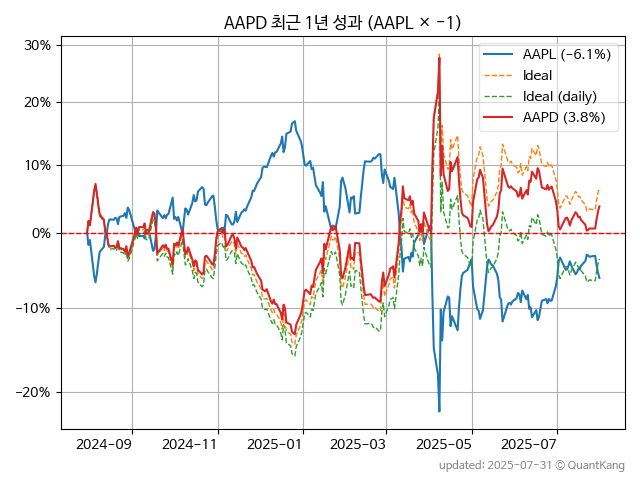 AAPD 최근 1년 성과 (AAPL × −1)
30%
20%
10%
0%
−10%
−20%
AAPL (−6.1%)
Ideal
Ideal (daily)
AAPD (3.8%)
2024−09
2024−11
2025−01
2025−03
2025−05
2025−07
updated: 2025-07-31 © QuantKang